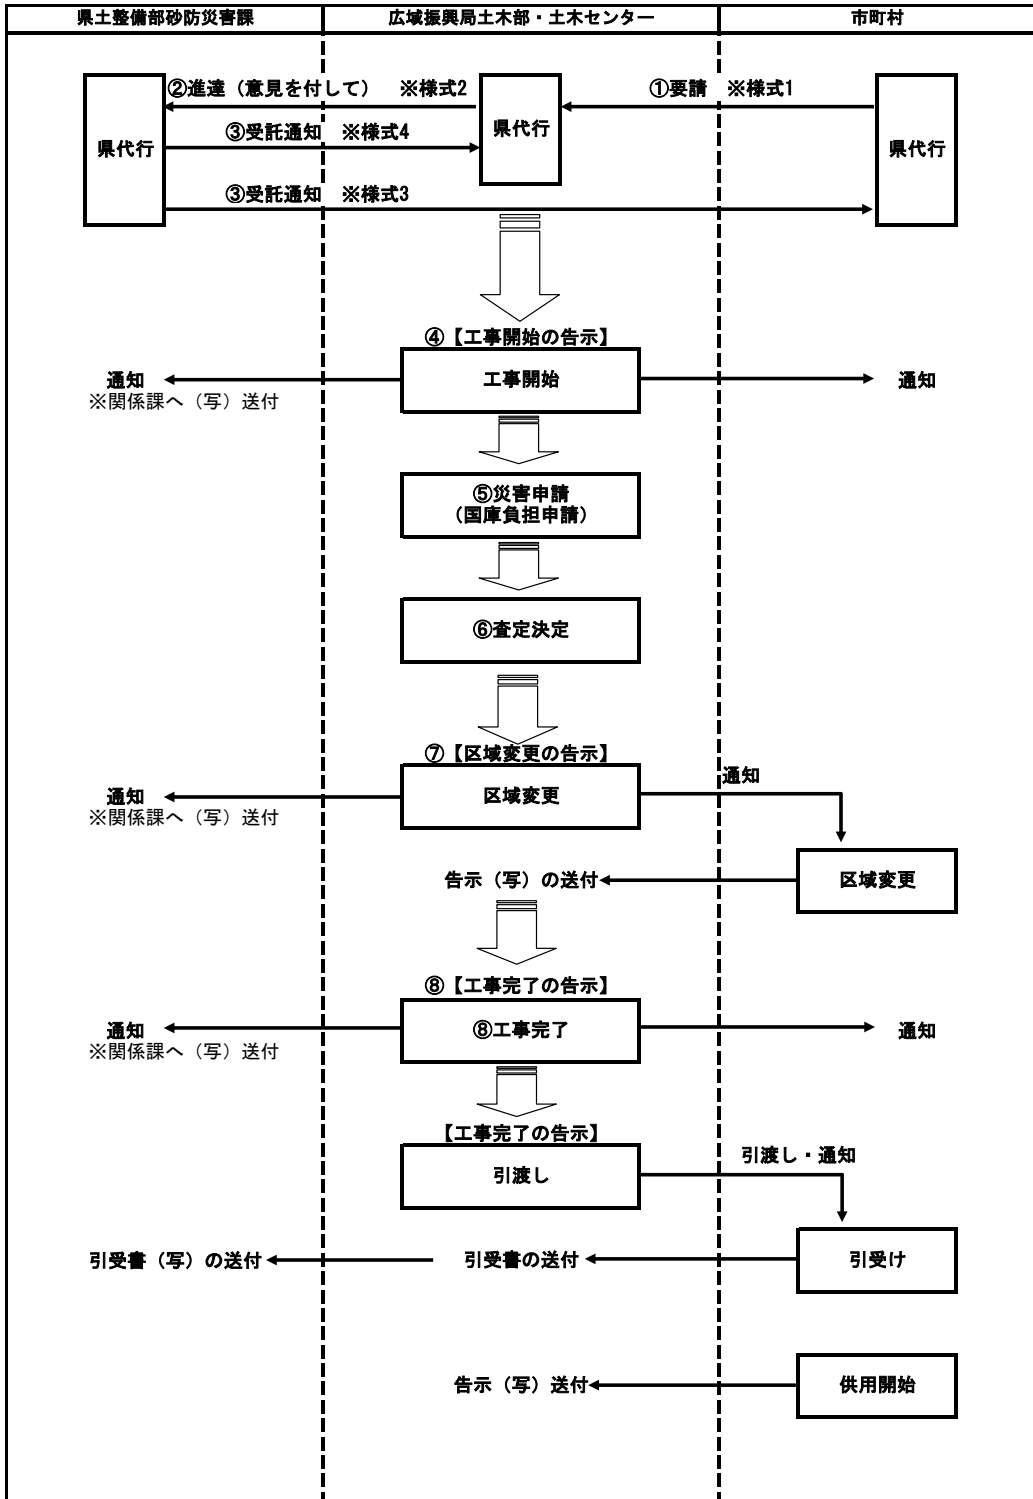 県土整備部砂防災害課
広域振興局土木部・土木センター
市町村
②進達（意見を付して）　※様式2
①要請　※様式1
県代行
県代行
県代行
③受託通知　※様式4
③受託通知　※様式3
④【工事開始の告示】
工事開始
通知
※関係課へ（写）送付
通知
⑤災害申請
（国庫負担申請）
⑥査定決定
⑦【区域変更の告示】
区域変更
通知
通知
※関係課へ（写）送付
区域変更
告示（写）の送付
⑧【工事完了の告示】
⑧工事完了
通知
※関係課へ（写）送付
通知
【工事完了の告示】
引渡し
引渡し・通知
引受書（写）の送付
引受書の送付
引受け
告示（写）送付
供用開始